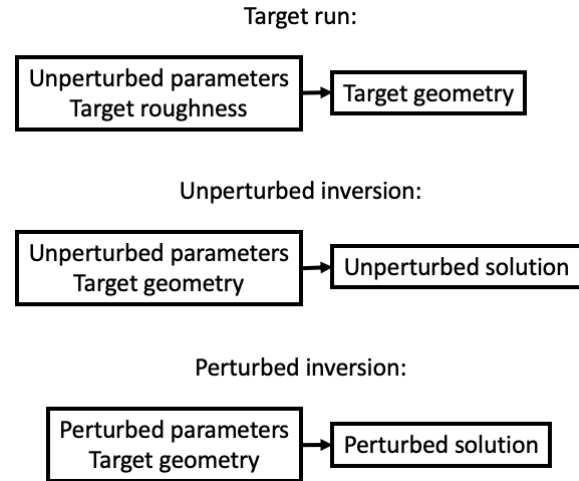 Target run:
Unperturbed parameters
Target roughness
Target geometry
Unperturbed inversion:
Unperturbed parameters
Target geometry
Unperturbed solution
Perturbed inversion:
Perturbed parameters
Target geometry
Perturbed solution